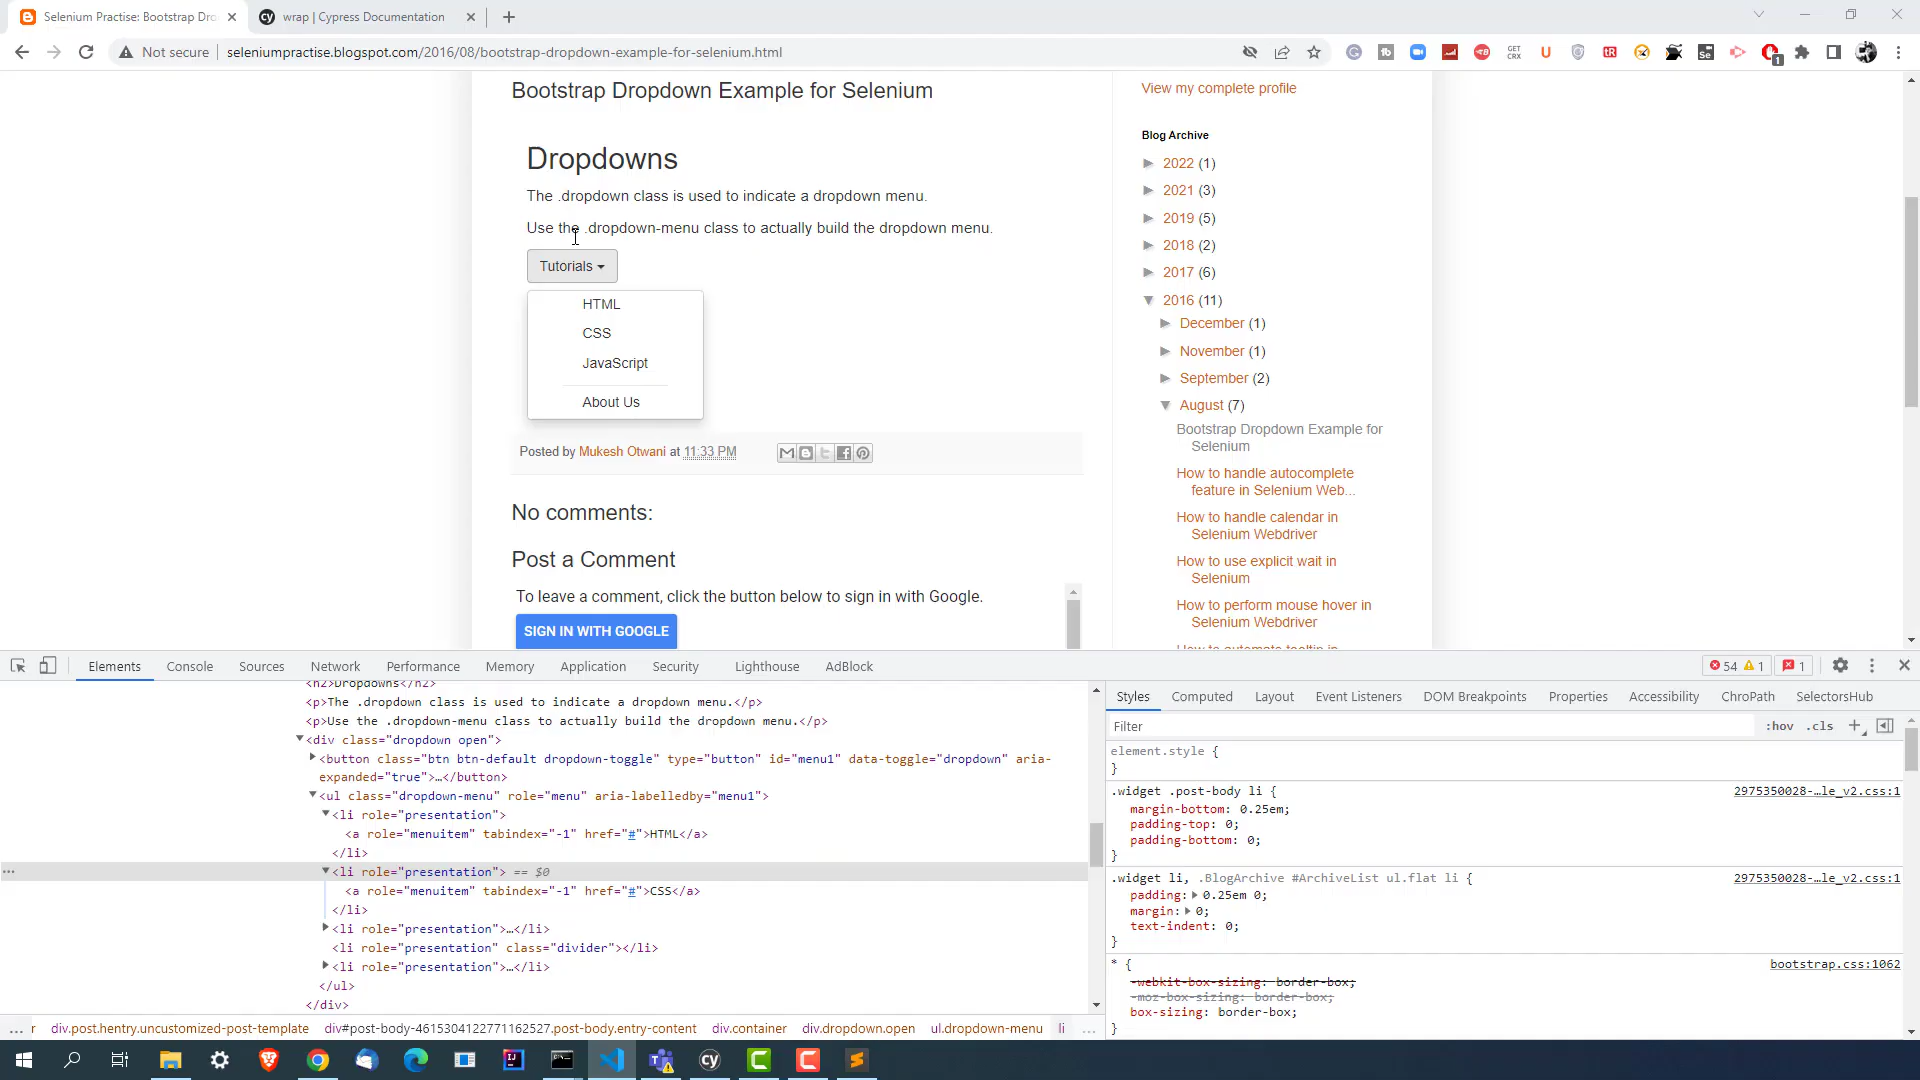 Selenium Practise: Bootstrap Dro
wrap | Cypress Documentation
Not secure
seleniumpractise.blogspot.com/2016/08/bootstrap-dropdown-example-for-selenium.html
Bootstrap Dropdown Example for Selenium
Dropdowns
The .dropdown class is used to indicate a dropdown menu.
Use the .dropdown-menu class to actually build the dropdown menu.
Tutorials
HTML
CSS
JavaScript
About Us
Posted by Mukesh Otwani at 11:33 PM
No comments:
Post a Comment
To leave a comment, click the button below to sign in with Google.
SIGN IN WITH GOOGLE
View my complete profile
Blog Archive
► 2022 (1)
► 2021 (3)
► 2019 (5)
► 2018 (2)
► 2017 (6)
▼ 2016 (11)
► December (1)
► November (1)
► September (2)
▼ August (7)
Bootstrap Dropdown Example for
Selenium
How to handle autocomplete
feature in Selenium Web...
How to handle calendar in
Selenium Webdriver
How to use explicit wait in
Selenium
How to perform mouse hover in
Selenium Webdriver
How to automate tooltip in
Elements Console Sources Network Performance Memory Application Security Lighthouse AdBlock
54 1 1
<h2>Dropdowns</h2>
<p>The .dropdown class is used to indicate a dropdown menu.</p>
<p>Use the .dropdown-menu class to actually build the dropdown menu.</p>
▼<div class="dropdown open">
►<button class="btn btn-default dropdown-toggle" type="button" id="menu1" data-toggle="dropdown" aria-
expanded="true">…</button>
▼<ul class="dropdown-menu" role="menu" aria-labelledby="menu1">
▼<li role="presentation">
<a role="menuitem" tabindex="-1" href="#">HTML</a>
</li>
▼<li role="presentation"> == $0
<a role="menuitem" tabindex="-1" href="#">CSS</a>
</li>
►<li role="presentation">…</li>
<li role="presentation" class="divider"></li>
►<li role="presentation">…</li>
</ul>
</div>
... r div.post.hentry.uncustomized-post-template div#post-body-4615304122771162527.post-body.entry-content div.container div.dropdown.open ul.dropdown-menu li ...
Styles Computed Layout Event Listeners DOM Breakpoints Properties Accessibility ChroPath SelectorsHub
Filter :hov .cls +
element.style {
}
.widget .post-body li { 2975350028-…le_v2.css:1
margin-bottom: 0.25em;
padding-top: 0;
padding-bottom: 0;
}
.widget li, .BlogArchive #ArchiveList ul.flat li { 2975350028-…le_v2.css:1
padding: ► 0.25em 0;
margin: ► 0;
text-indent: 0;
}
* { bootstrap.css:1062
-webkit-box-sizing: border-box;
-moz-box-sizing: border-box;
box-sizing: border-box;
}